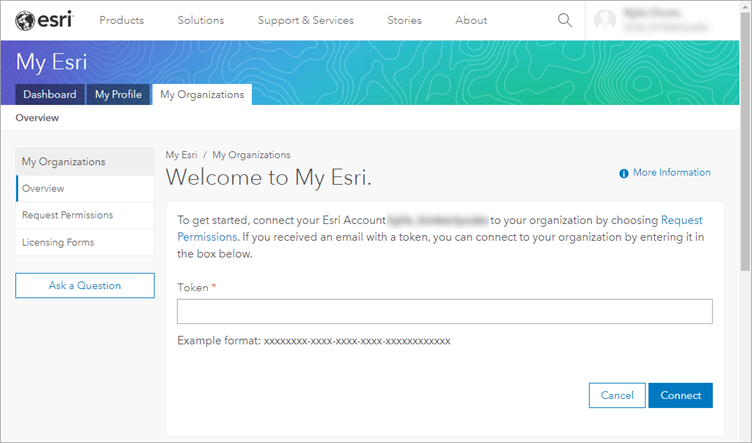 esri
Products
Solutions
Support & Services
Stories
About
My Esri
Dashboard
My Profile
My Organizations
Overview
My Organizations
Overview
Request Permissions
Licensing Forms
Ask a Question
My Esri / My Organizations
Welcome to My Esri.
More Information
To get started, connect your Esri Account to your organization by choosing Request
Permissions. If you received an email with a token, you can connect to your organization by entering it in
the box below.
Token *
Example format: xxxxxxxx-xxxx-xxxx-xxxx-xxxxxxxxxxxx
Cancel
Connect